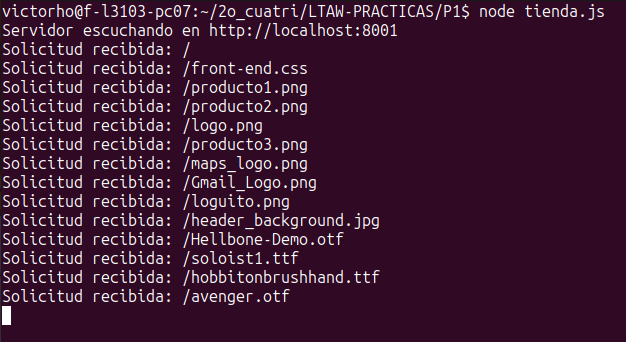 victorho@f-l3103-pc07:~/2o_cuatri/LTAW-PRACTICAS/P1$ node tienda.js
Servidor escuchando en http://localhost:8001
Solicitud recibida: /
Solicitud recibida: /front-end.css
Solicitud recibida: /producto1.png
Solicitud recibida: /producto2.png
Solicitud recibida: /logo.png
Solicitud recibida: /producto3.png
Solicitud recibida: /maps_logo.png
Solicitud recibida: /Gmail_Logo.png
Solicitud recibida: /loguito.png
Solicitud recibida: /header_background.jpg
Solicitud recibida: /Hellbone-Demo.otf
Solicitud recibida: /soloist1.ttf
Solicitud recibida: /hobbitonbrushhand.ttf
Solicitud recibida: /avenger.otf